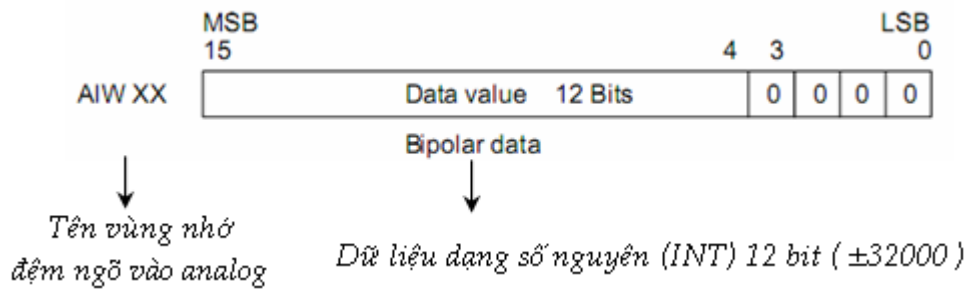 MSB LSB
15 4 3 0
AIW XX Data value 12 Bits 0 0 0 0
Bipolar data
Tên vùng nhớ
đệm ngõ vào analog
Dữ liệu dạng số nguyên (INT) 12 bit ( ±32000 )